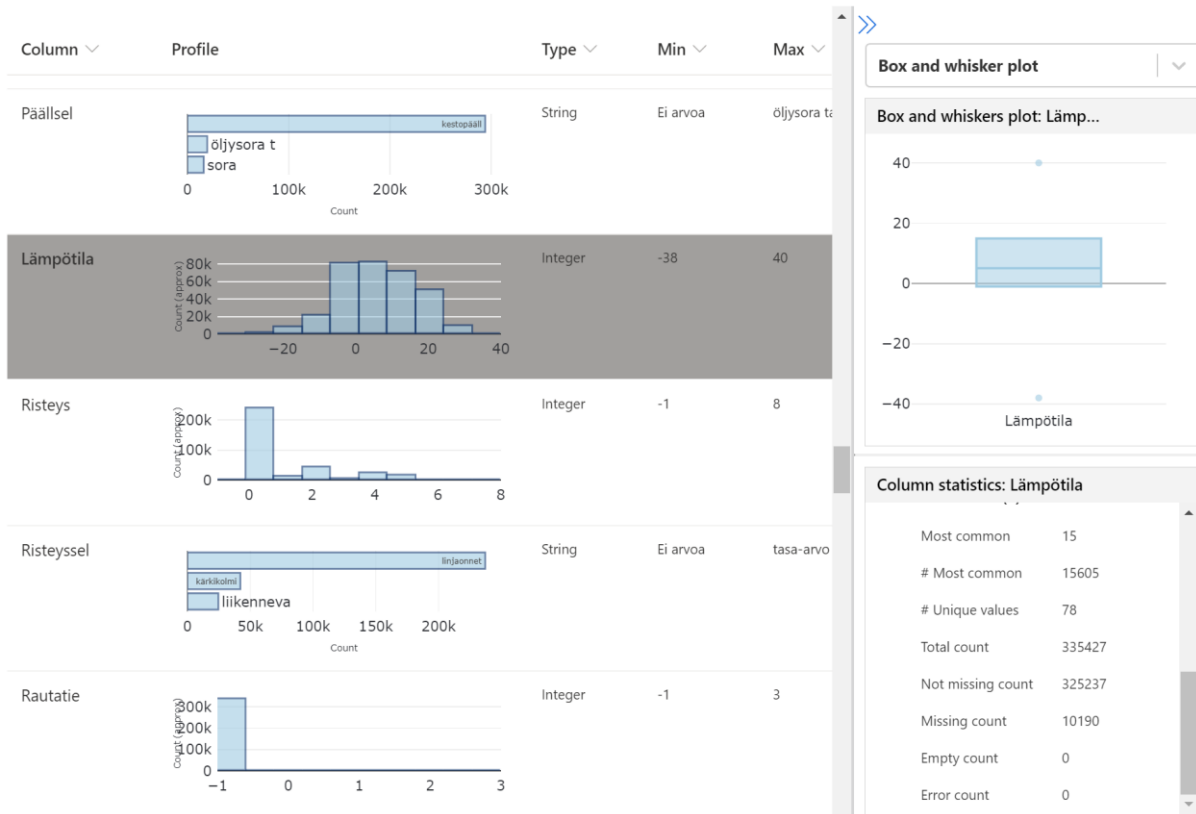 Column Profile Type Min Max
Päällsel String Ei arvoa öljysora ta
kestopääll
öljysora t
sora
0 100k 200k 300k
Count
Lämpötila Integer -38 40
Count (approx)
80k
60k
40k
20k
0
−20 0 20 40
Risteys Integer -1 8
Count (approx)
200k
100k
0
0 2 4 6 8
Risteyssel String Ei arvoa tasa-arvo
linjaonnet
kärkikolmi
liikenneva
0 50k 100k 150k 200k
Count
Rautatie Integer -1 3
Count (approx)
300k
200k
100k
0
−1 0 1 2 3
Box and whisker plot
Box and whiskers plot: Lämp...
40
20
0
−20
−40
Lämpötila
Column statistics: Lämpötila
Most common 15
# Most common 15605
# Unique values 78
Total count 335427
Not missing count 325237
Missing count 10190
Empty count 0
Error count 0